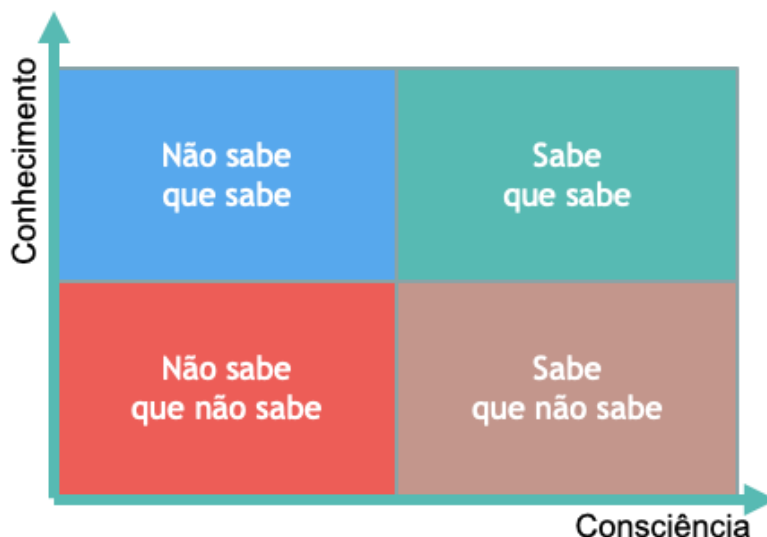 Conhecimento
Não sabe
que sabe
Sabe
que sabe
Não sabe
que não sabe
Sabe
que não sabe
Consciência